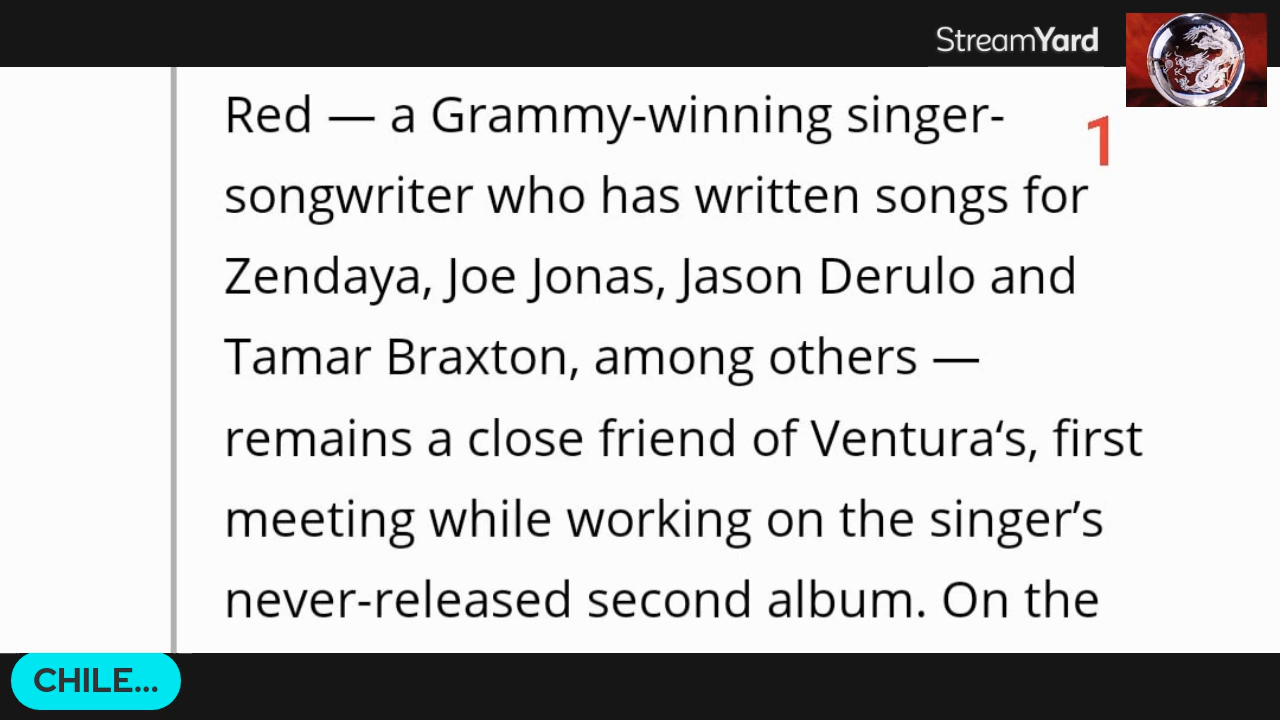 StreamYard
1
Red — a Grammy-winning singer-
songwriter who has written songs for
Zendaya, Joe Jonas, Jason Derulo and
Tamar Braxton, among others —
remains a close friend of Ventura‘s, first
meeting while working on the singer’s
never-released second album. On the
CHILE...